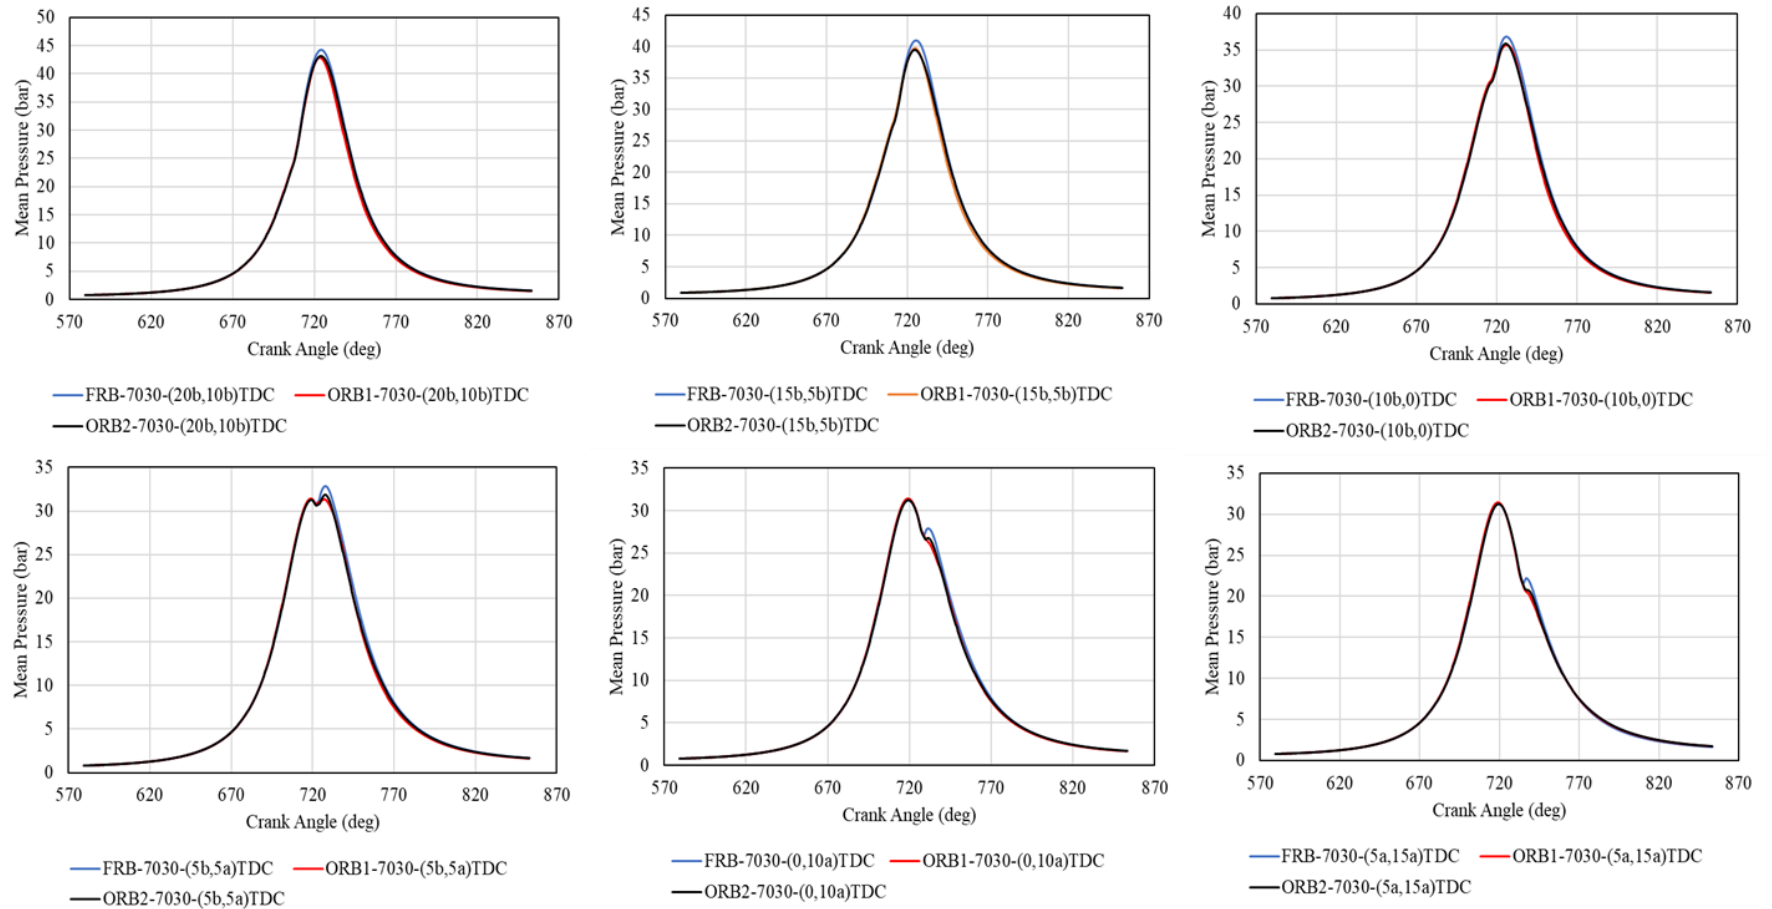 50
45
40
35
30
25
20
15
10
5
0
Mean Pressure (bar)
570 620 670 720 770 820 870
Crank Angle (deg)
FRB-7030-(20b,10b)TDC ORB1-7030-(20b,10b)TDC
ORB2-7030-(20b,10b)TDC
45
40
35
30
25
20
15
10
5
0
Mean Pressure (bar)
570 620 670 720 770 820 870
Crank Angle (deg)
FRB-7030-(15b,5b)TDC ORB1-7030-(15b,5b)TDC
ORB2-7030-(15b,5b)TDC
40
35
30
25
20
15
10
5
0
Mean Pressure (bar)
570 620 670 720 770 820 870
Crank Angle (deg)
FRB-7030-(10b,0)TDC ORB1-7030-(10b,0)TDC
ORB2-7030-(10b,0)TDC
35
30
25
20
15
10
5
0
Mean Pressure (bar)
570 620 670 720 770 820 870
Crank Angle (deg)
FRB-7030-(5b,5a)TDC ORB1-7030-(5b,5a)TDC
ORB2-7030-(5b,5a)TDC
35
30
25
20
15
10
5
0
Mean Pressure (bar)
570 620 670 720 770 820 870
Crank Angle (deg)
FRB-7030-(0,10a)TDC ORB1-7030-(0,10a)TDC
ORB2-7030-(0,10a)TDC
35
30
25
20
15
10
5
0
Mean Pressure (bar)
570 620 670 720 770 820 870
Crank Angle (deg)
FRB-7030-(5a,15a)TDC ORB1-7030-(5a,15a)TDC
ORB2-7030-(5a,15a)TDC